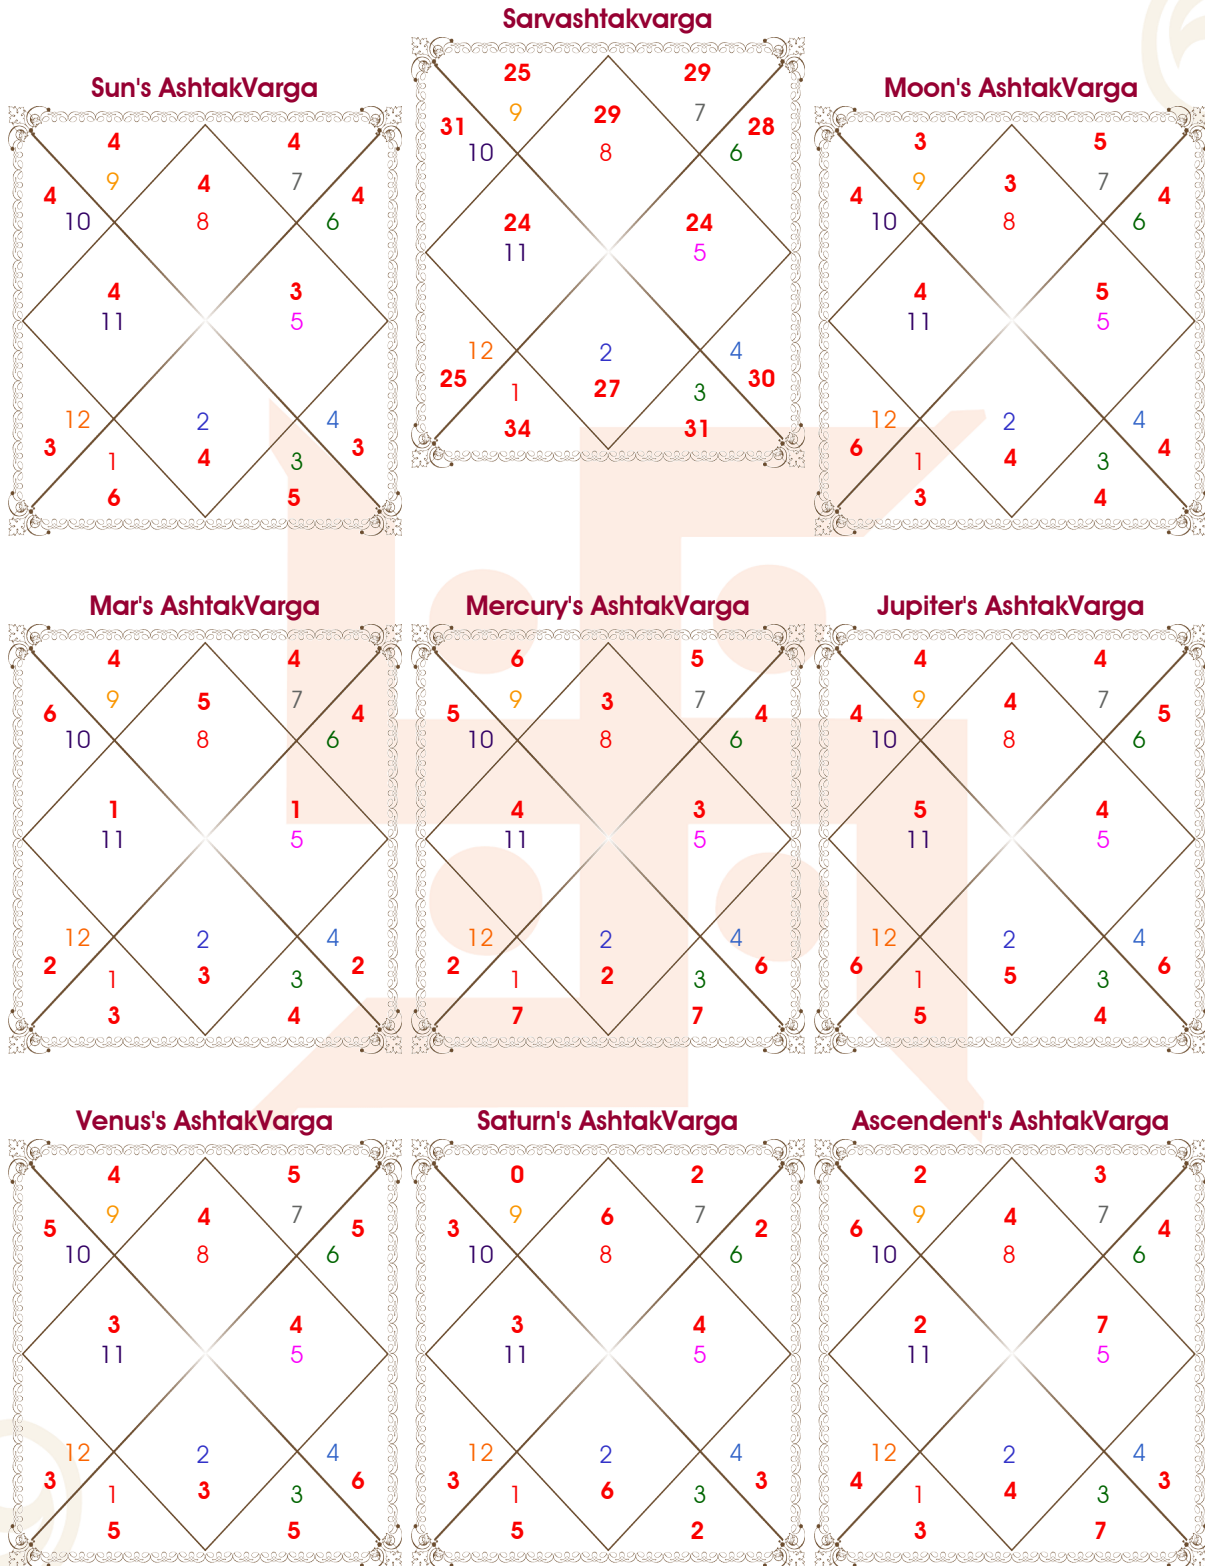 Sarvashtakvarga
25 29
9 29 7
31 28
10 8 6
24 24
11 5
12 2 4
25 27 30
1 3
34 31
Sun's AshtakVarga
4 4
9 4 7
4 4
10 8 6
4 3
11 5
12 2 4
3 4 3
1 3
6 5
Moon's AshtakVarga
3 5
9 3 7
4 4
10 8 6
4 5
11 5
12 2 4
6 4 4
1 3
3 4
Mar's AshtakVarga
4 4
9 5 7
6 4
10 8 6
1 1
11 5
12 2 4
2 3 2
1 3
3 4
Mercury's AshtakVarga
6 5
9 3 7
5 4
10 8 6
4 3
11 5
12 2 4
2 2 6
1 3
7 7
Jupiter's AshtakVarga
4 4
9 4 7
4 5
10 8 6
5 4
11 5
12 2 4
6 5 6
1 3
5 4
Venus's AshtakVarga
4 5
9 4 7
5 5
10 8 6
3 4
11 5
12 2 4
3 3 6
1 3
5 5
Saturn's AshtakVarga
0 2
9 6 7
3 2
10 8 6
3 4
11 5
12 2 4
3 6 3
1 3
5 2
Ascendent's AshtakVarga
2 3
9 4 7
6 4
10 8 6
2 7
11 5
12 2 4
4 4 3
1 3
3 7